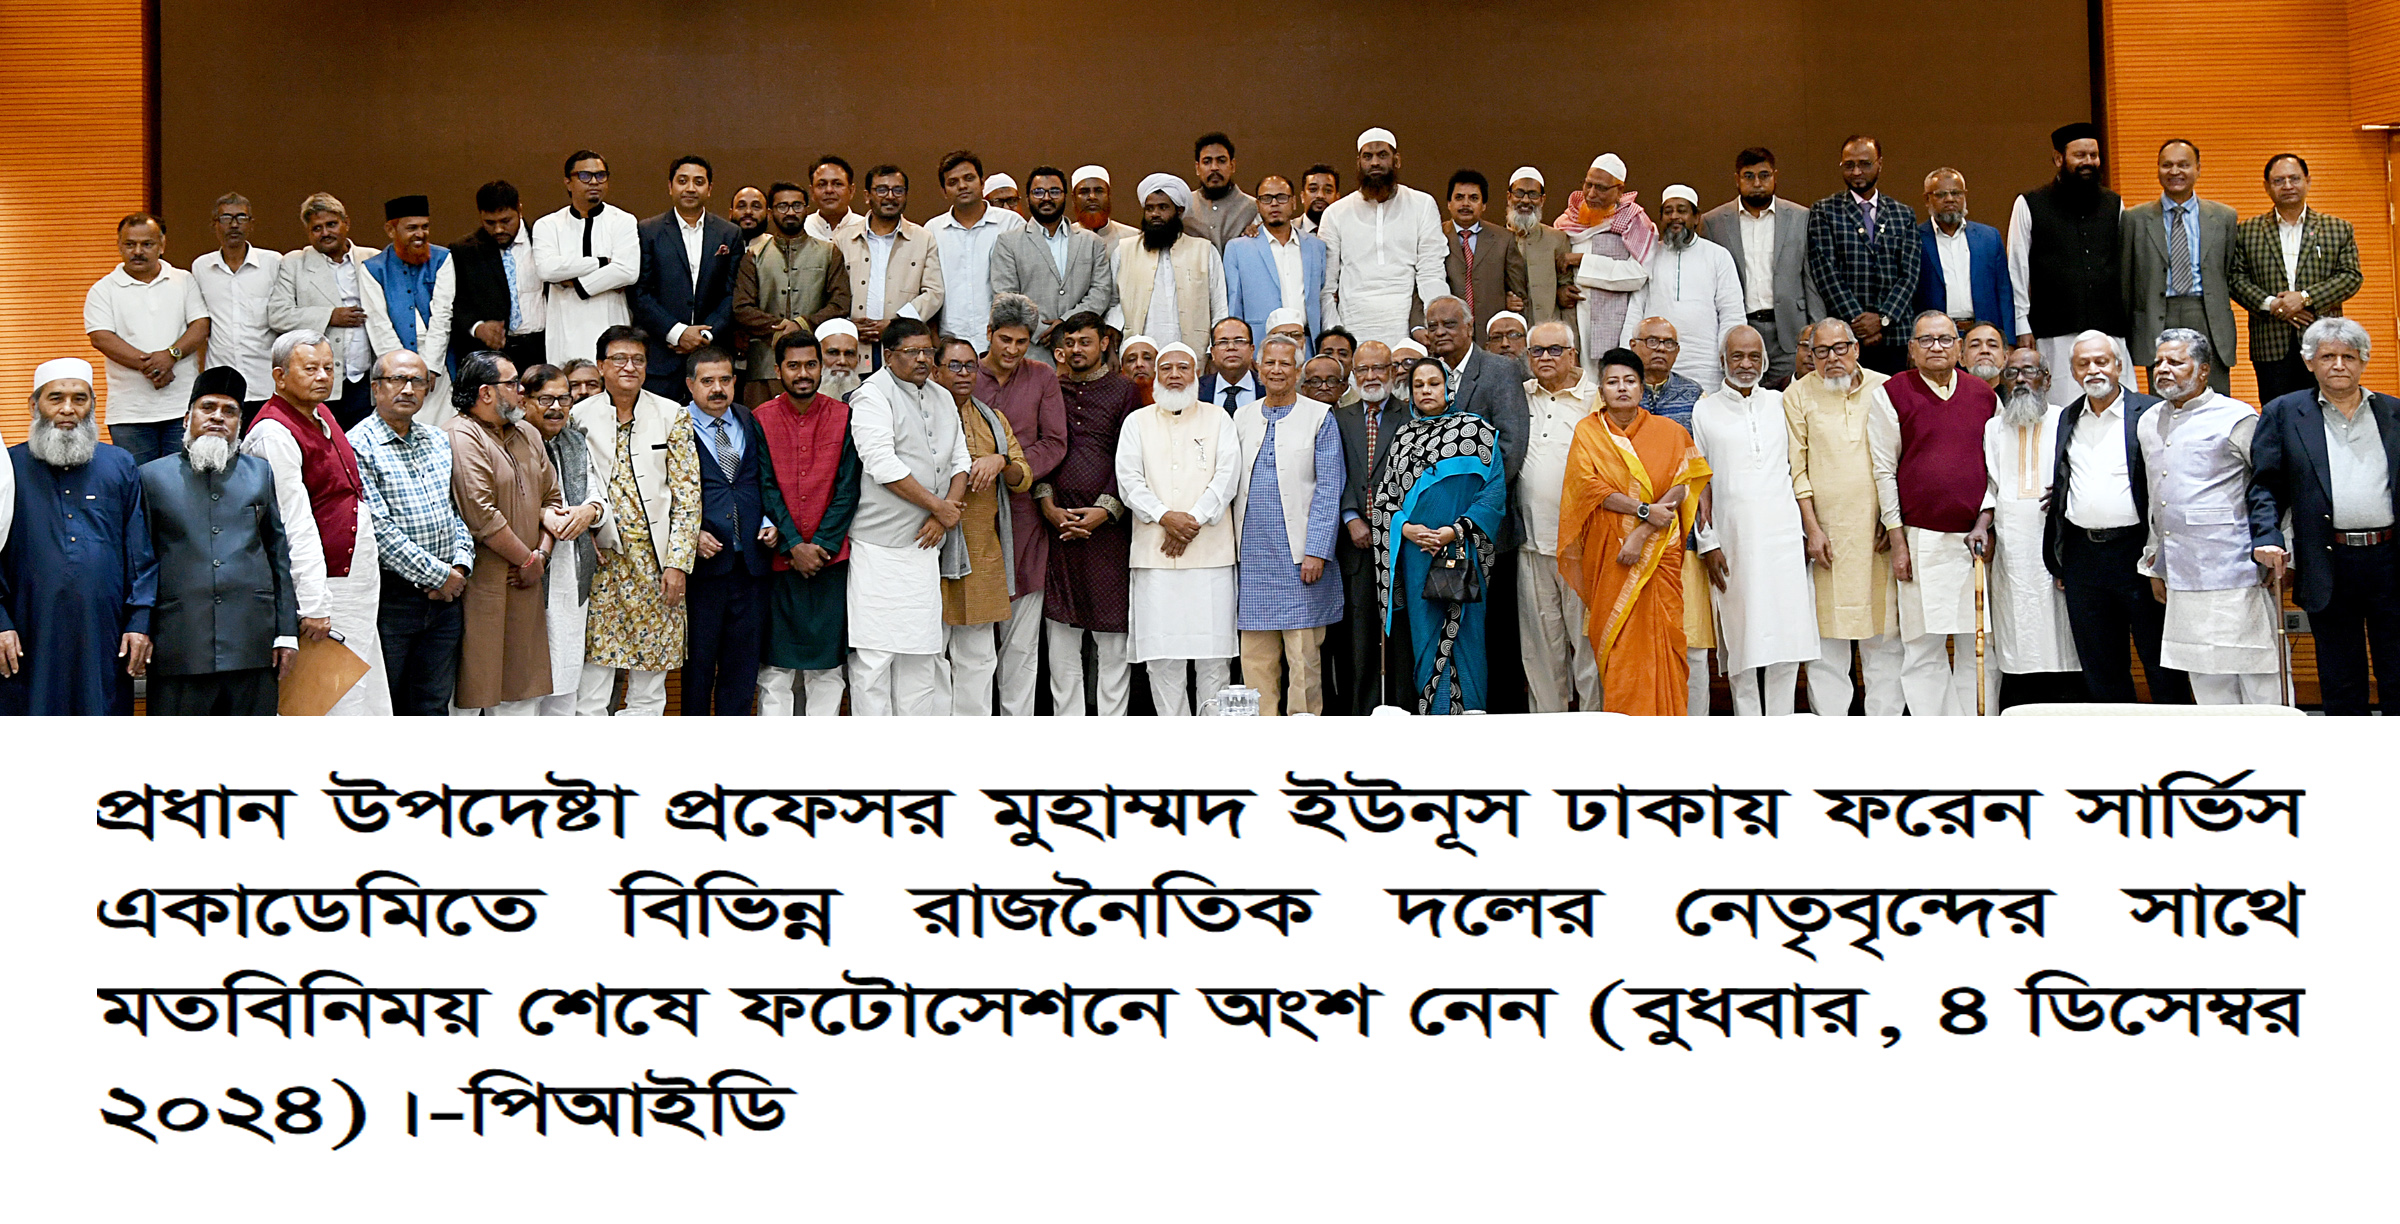 প্রধান উপদেষ্টা প্রফেসর মুহাম্মদ ইউনূস ঢাকায় ফরেন সার্ভিস
একাডেমিতে বিভিন্ন রাজনৈতিক দলের নেতৃবৃন্দের সাথে
মতবিনিময় শেষে ফটোসেশনে অংশ নেন (বুধবার, ৪ ডিসেম্বর
২০২৪)।-পিআইডি